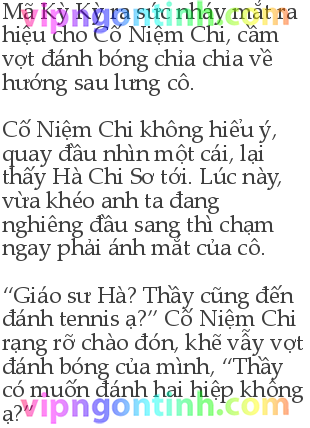 Mã Kỳ Kỳ ra sức nháy mắt ra
hiệu cho Cố Niệm Chi, cầm
vợt đánh bóng chỉa chỉa về
hướng sau lưng cô.
Cố Niệm Chi không hiểu ý,
quay đầu nhìn một cái, lại
thấy Hà Chi Sơ tới. Lúc này,
vừa khéo anh ta đang
nghiêng đầu sang thì chạm
ngay phải ánh mắt của cô.
“Giáo sư Hà? Thầy cũng đến
đánh tennis ạ?” Cố Niệm Chi
rạng rỡ chào đón, khẽ vẫy vợt
đánh bóng của mình, “Thầy
có muốn đánh hai hiệp không
ạ?”
vipngontinh.com
vipngontinh.com